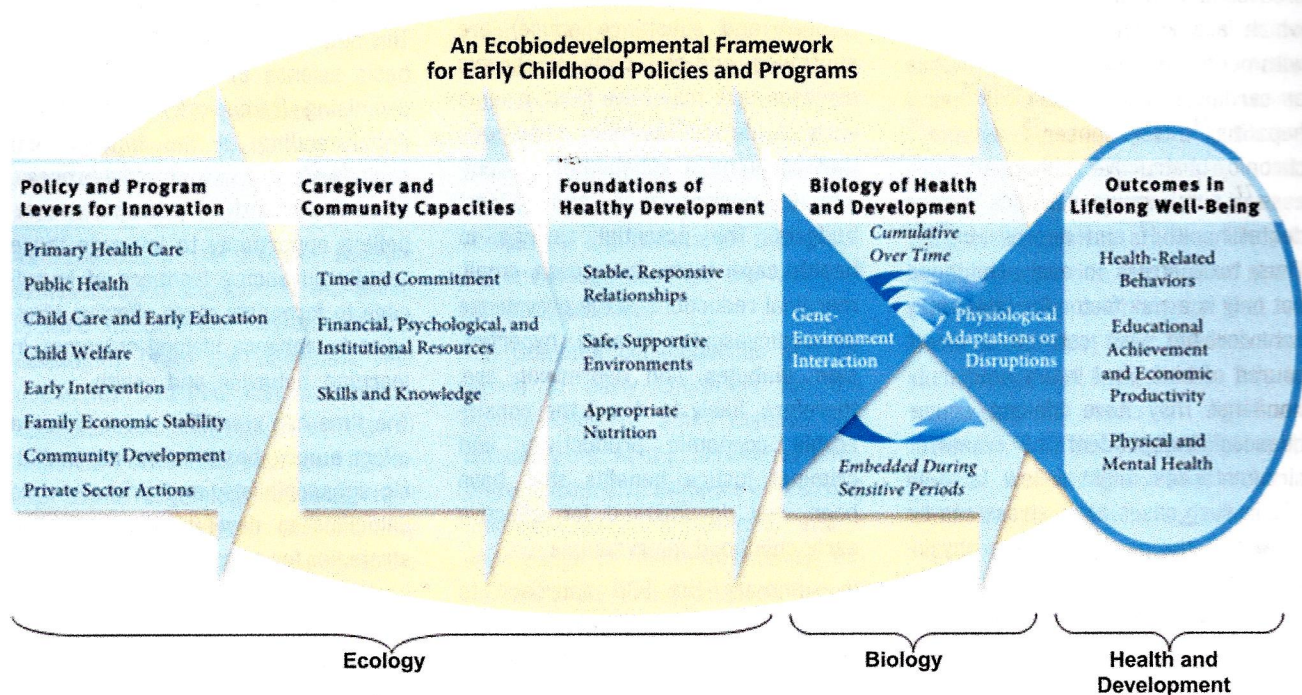 An Ecobiodevelopmental Framework
for Early Childhood Policies and Programs
Policy and Program
Levers for Innovation
Primary Health Care
Public Health
Child Care and Early Education
Child Welfare
Early Intervention
Family Economic Stability
Community Development
Private Sector Actions
Caregiver and
Community Capacities
Time and Commitment
Financial, Psychological, and
Institutional Resources
Skills and Knowledge
Foundations of
Healthy Development
Stable, Responsive
Relationships
Safe, Supportive
Environments
Appropriate
Nutrition
Biology of Health
and Development
Cumulative
Over Time
Gene-
Environment
Interaction
Physiological
Adaptations or
Disruptions
Embedded During
Sensitive Periods
Outcomes in
Lifelong Well-Being
Health-Related
Behaviors
Educational
Achievement
and Economic
Productivity
Physical and
Mental Health
Ecology
Biology
Health and
Development